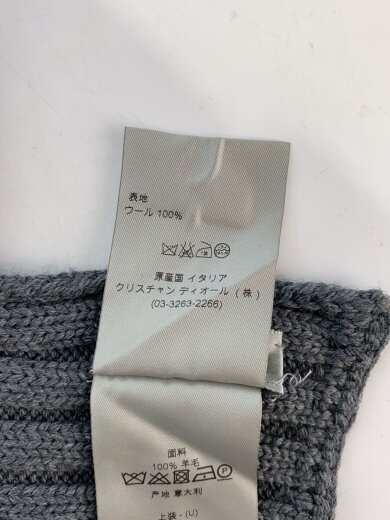 表地
ウール 100%
原産国 イタリア
クリスチャン ディオール (株)
(03-3263-2266)
面料
100% 羊毛
P
产地 意大利
上装 - (U)